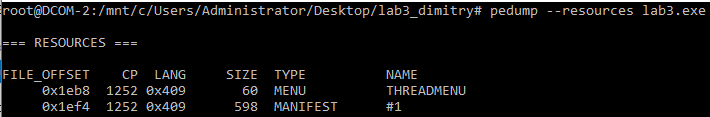 root@DCOM-2:/mnt/c/Users/Administrator/Desktop/lab3_dimitry# pedump --resources lab3.exe
=== RESOURCES ===
FILE_OFFSET CP LANG SIZE TYPE NAME
0x1eb8 1252 0x409 60 MENU THREADMENU
0x1ef4 1252 0x409 598 MANIFEST #1